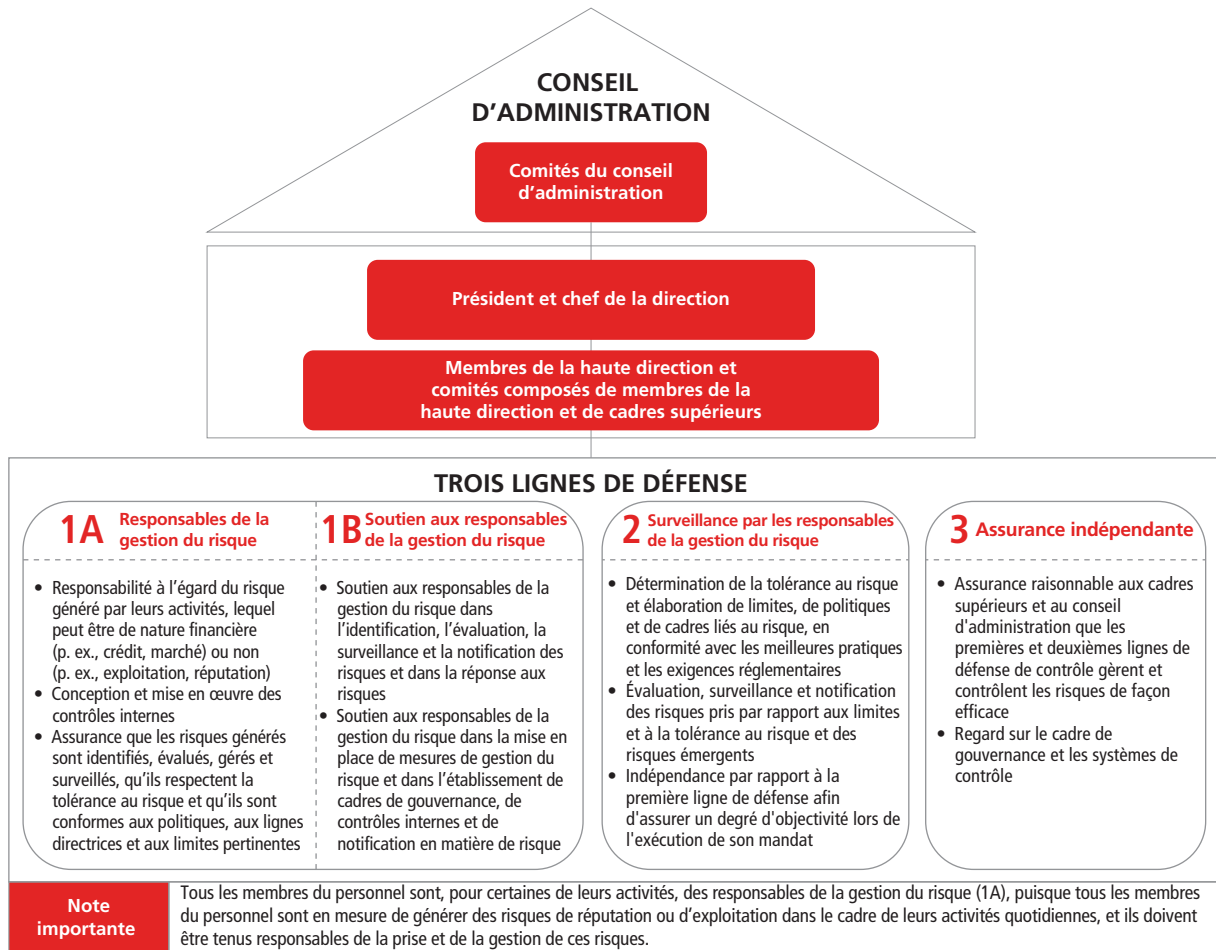 CONSEIL
D'ADMINISTRATION
Comités du conseil
d'administration
Président et chef de la direction
Membres de la haute direction et
comités composés de membres de la
haute direction et de cadres supérieurs
TROIS LIGNES DE DÉFENSE
1A Responsables de la
gestion du risque
• Responsabilité à l'égard du risque
généré par leurs activités, lequel
peut être de nature financière
(p. ex., crédit, marché) ou non
(p. ex., exploitation, réputation)
• Conception et mise en œuvre des
contrôles internes
• Assurance que les risques générés
sont identifiés, évalués, gérés et
surveillés, qu'ils respectent la
tolérance au risque et qu'ils sont
conformes aux politiques, aux lignes
directrices et aux limites pertinentes
1B Soutien aux responsables
de la gestion du risque
• Soutien aux responsables de la
gestion du risque dans
l'identification, l'évaluation, la
surveillance et la notification des
risques et dans la réponse aux
risques
• Soutien aux responsables de la
gestion du risque dans la mise en
place de mesures de gestion du
risque et dans l'établissement de
cadres de gouvernance, de
contrôles internes et de
notification en matière de risque
2 Surveillance par les responsables
de la gestion du risque
• Détermination de la tolérance au risque
et élaboration de limites, de politiques
et de cadres liés au risque, en
conformité avec les meilleures pratiques
et les exigences réglementaires
• Évaluation, surveillance et notification
des risques pris par rapport aux limites
et à la tolérance au risque et des
risques émergents
• Indépendance par rapport à la
première ligne de défense afin
d'assurer un degré d'objectivité lors de
l'exécution de son mandat
3 Assurance indépendante
• Assurance raisonnable aux cadres
supérieurs et au conseil
d'administration que les
premières et deuxièmes lignes de
défense de contrôle gèrent et
contrôlent les risques de façon
efficace
• Regard sur le cadre de
gouvernance et les systèmes de
contrôle
Note
importante
Tous les membres du personnel sont, pour certaines de leurs activités, des responsables de la gestion du risque (1A), puisque tous les membres
du personnel sont en mesure de générer des risques de réputation ou d'exploitation dans le cadre de leurs activités quotidiennes, et ils doivent
être tenus responsables de la prise et de la gestion de ces risques.